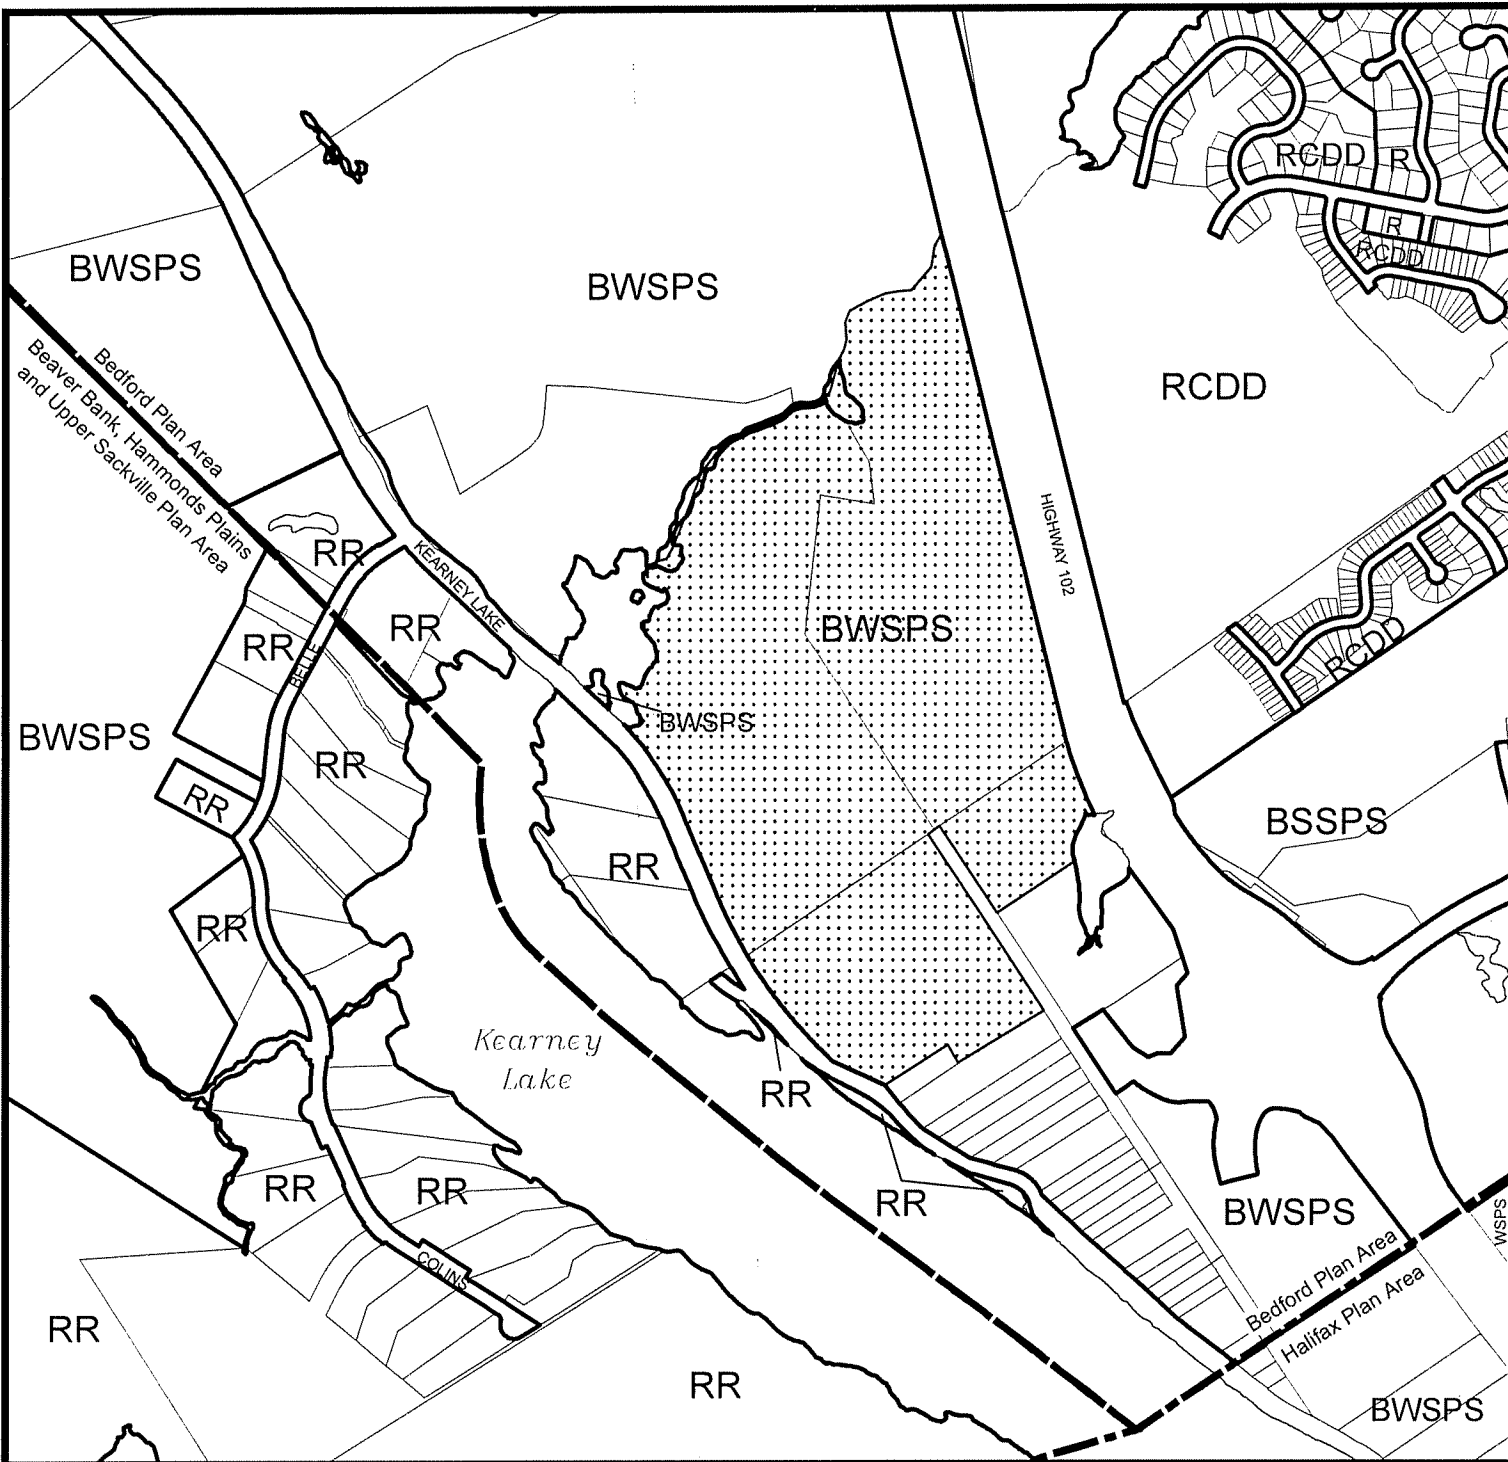 RCDD
R
R
RCDD
BWSPS
BWSPS
RCDD
Bedford Plan Area
Beaver Bank, Hammonds Plains
and Upper Sackville Plan Area
HIGHWAY 102
RR
KEARNEY LAKE
RR
BWSPS
RR
BELLE
RCDD
BWSPS
BWSPS
RR
RR
BSSPS
RR
RR
Kearney
Lake
RR
RR
RR
RR
BWSPS
WSPS
COLINS
Bedford Plan Area
Halifax Plan Area
RR
RR
BWSPS